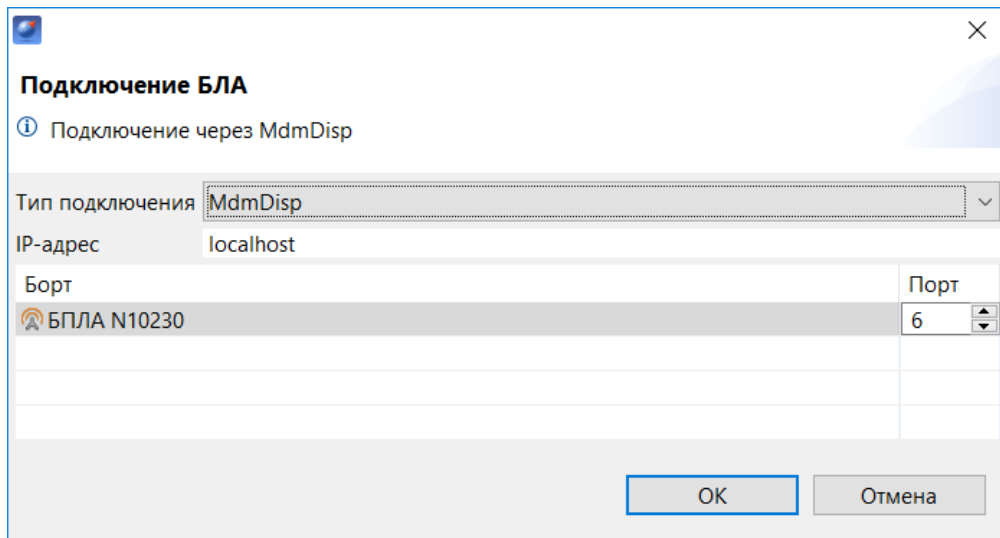 Подключение БЛА
Подключение через MdmDisp
Тип подключения MdmDisp
IP-адрес localhost
Борт Порт
БПЛА N10230 6
OK Отмена